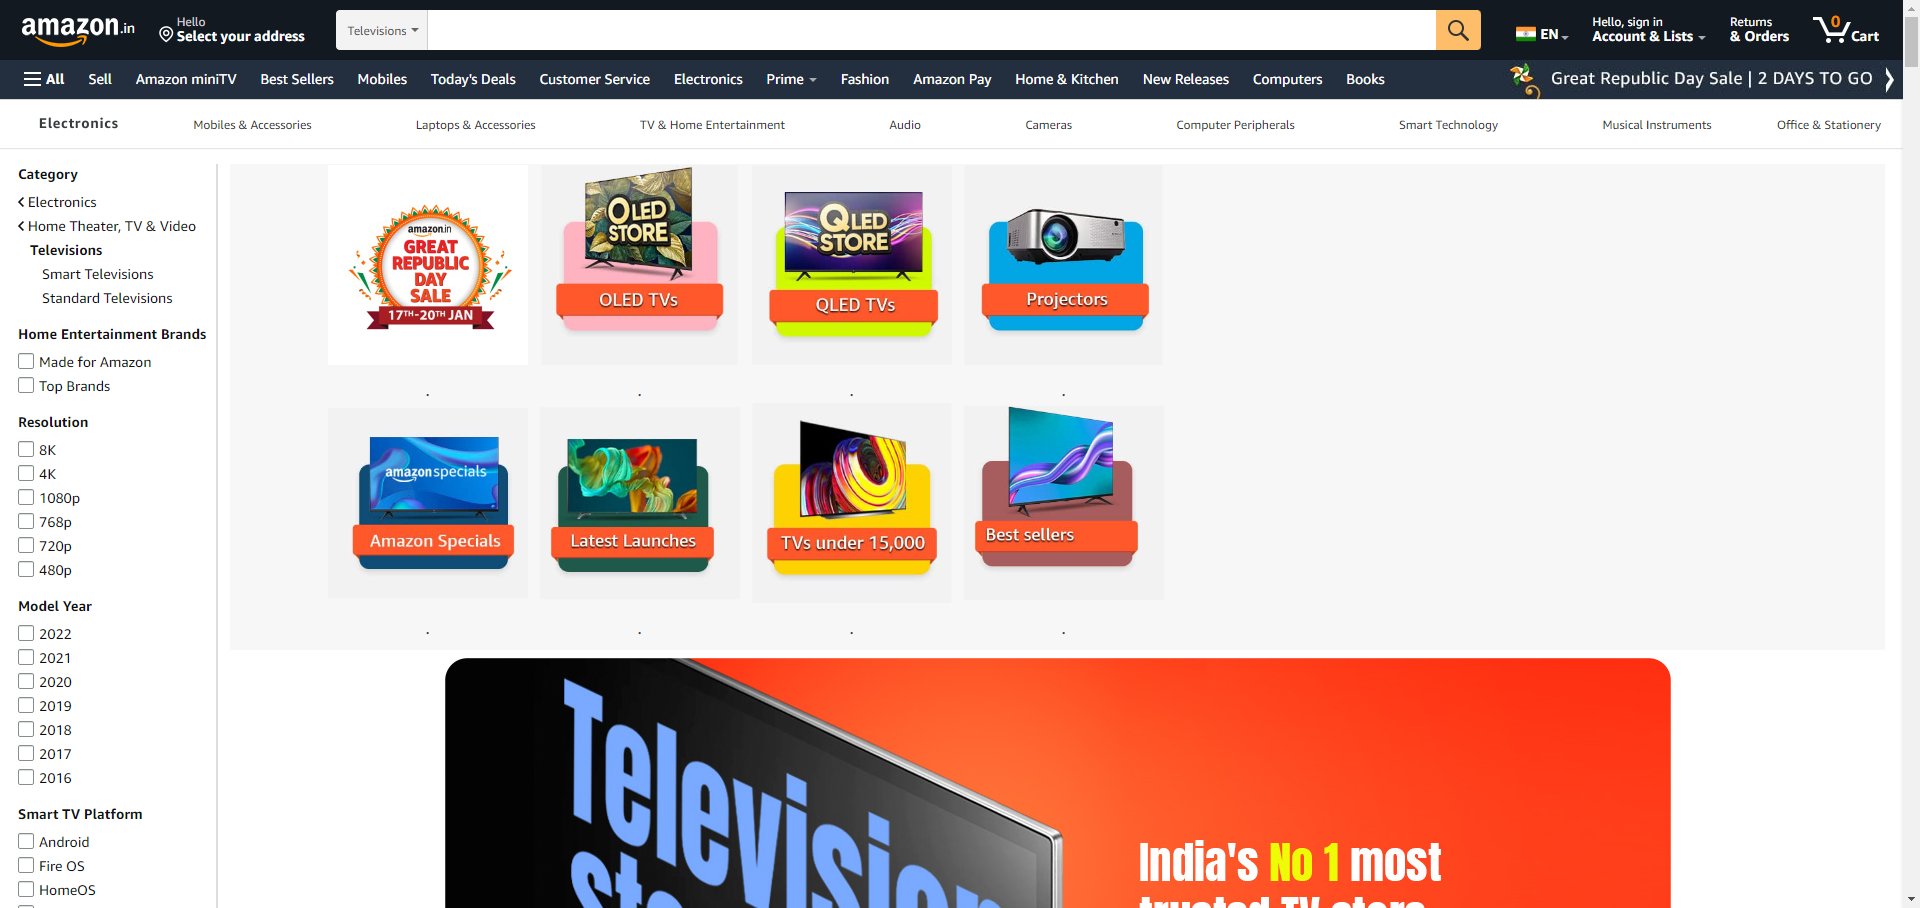 amazon.in
Hello
Select your address
Televisions
EN
Hello, sign in
Account & Lists
Returns
& Orders
0
Cart
All
Sell
Amazon miniTV
Best Sellers
Mobiles
Today's Deals
Customer Service
Electronics
Prime
Fashion
Amazon Pay
Home & Kitchen
New Releases
Computers
Books
Great Republic Day Sale | 2 DAYS TO GO
Electronics
Mobiles & Accessories
Laptops & Accessories
TV & Home Entertainment
Audio
Cameras
Computer Peripherals
Smart Technology
Musical Instruments
Office & Stationery
Category
Electronics
Home Theater, TV & Video
Televisions
Smart Televisions
Standard Televisions
Home Entertainment Brands
Made for Amazon
Top Brands
Resolution
8K
4K
1080p
768p
720p
480p
Model Year
2022
2021
2020
2019
2018
2017
2016
Smart TV Platform
Android
Fire OS
HomeOS
amazon.in
GREAT
REPUBLIC
DAY
SALE
17TH-20TH JAN
OLED
STORE
OLED TVs
QLED
STORE
QLED TVs
Projectors
.
.
.
.
amazon specials
Amazon Specials
Latest Launches
TVs under 15,000
Best sellers
.
.
.
.
Television
India's No 1 most
trusted TV store